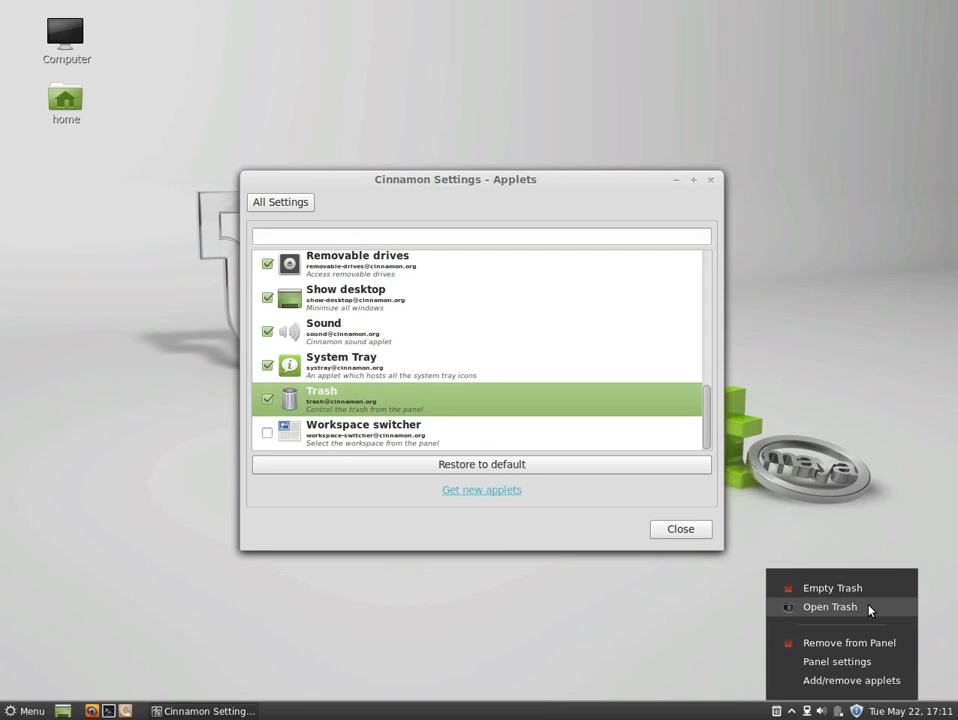 Computer
home
Cinnamon Settings - Applets
All Settings
Removable drives
removable-drives@cinnamon.org
Access removable drives
Show desktop
show-desktop@cinnamon.org
Minimize all windows
Sound
sound@cinnamon.org
Cinnamon sound applet
System Tray
systray@cinnamon.org
An applet which hosts all the system tray icons
Trash
trash@cinnamon.org
Control the trash from the panel
Workspace switcher
workspace-switcher@cinnamon.org
Select the workspace from the panel
Restore to default
Get new applets
Close
maya
Empty Trash
Open Trash
Remove from Panel
Panel settings
Add/remove applets
Menu
Cinnamon Setting...
Tue May 22, 17:11